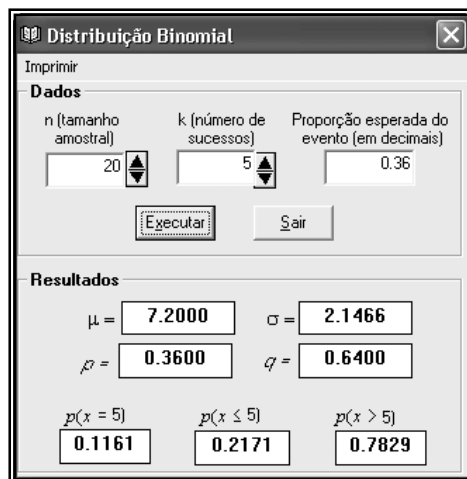 Distribuição Binomial
Imprimir
Dados
n (tamanho amostral)
k (número de sucessos)
Proporção esperada do evento (em decimais)
20
5
0.36
Executar
Sair
Resultados
μ = 7.2000
σ = 2.1466
p = 0.3600
q = 0.6400
p(x = 5)
p(x ≤ 5)
p(x > 5)
0.1161
0.2171
0.7829